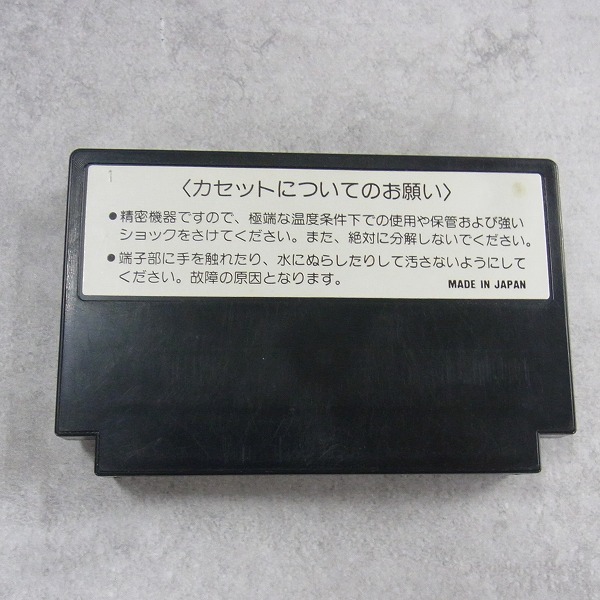 1
〈カセットについてのお願い〉
●精密機器ですので、極端な温度条件下での使用や保管および強い
ショックをさけてください。また、絶対に分解しないでください。
●端子部に手を触れたり、水にぬらしたりして汚さないようにして
ください。故障の原因となります。
MADE IN JAPAN